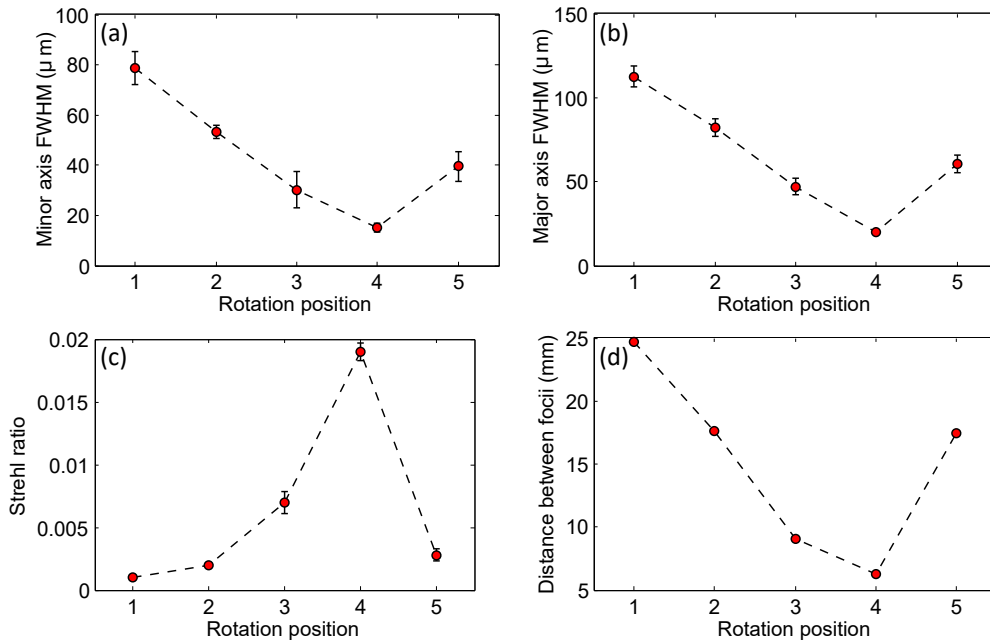 (a)
Minor axis FWHM (µm)
100
80
60
40
20
0
1 2 3 4 5
Rotation position
(b)
Major axis FWHM (µm)
150
100
50
0
1 2 3 4 5
Rotation position
(c)
Strehl ratio
0.02
0.015
0.01
0.005
0
1 2 3 4 5
Rotation position
(d)
Distance between focii (mm)
25
20
15
10
5
1 2 3 4 5
Rotation position